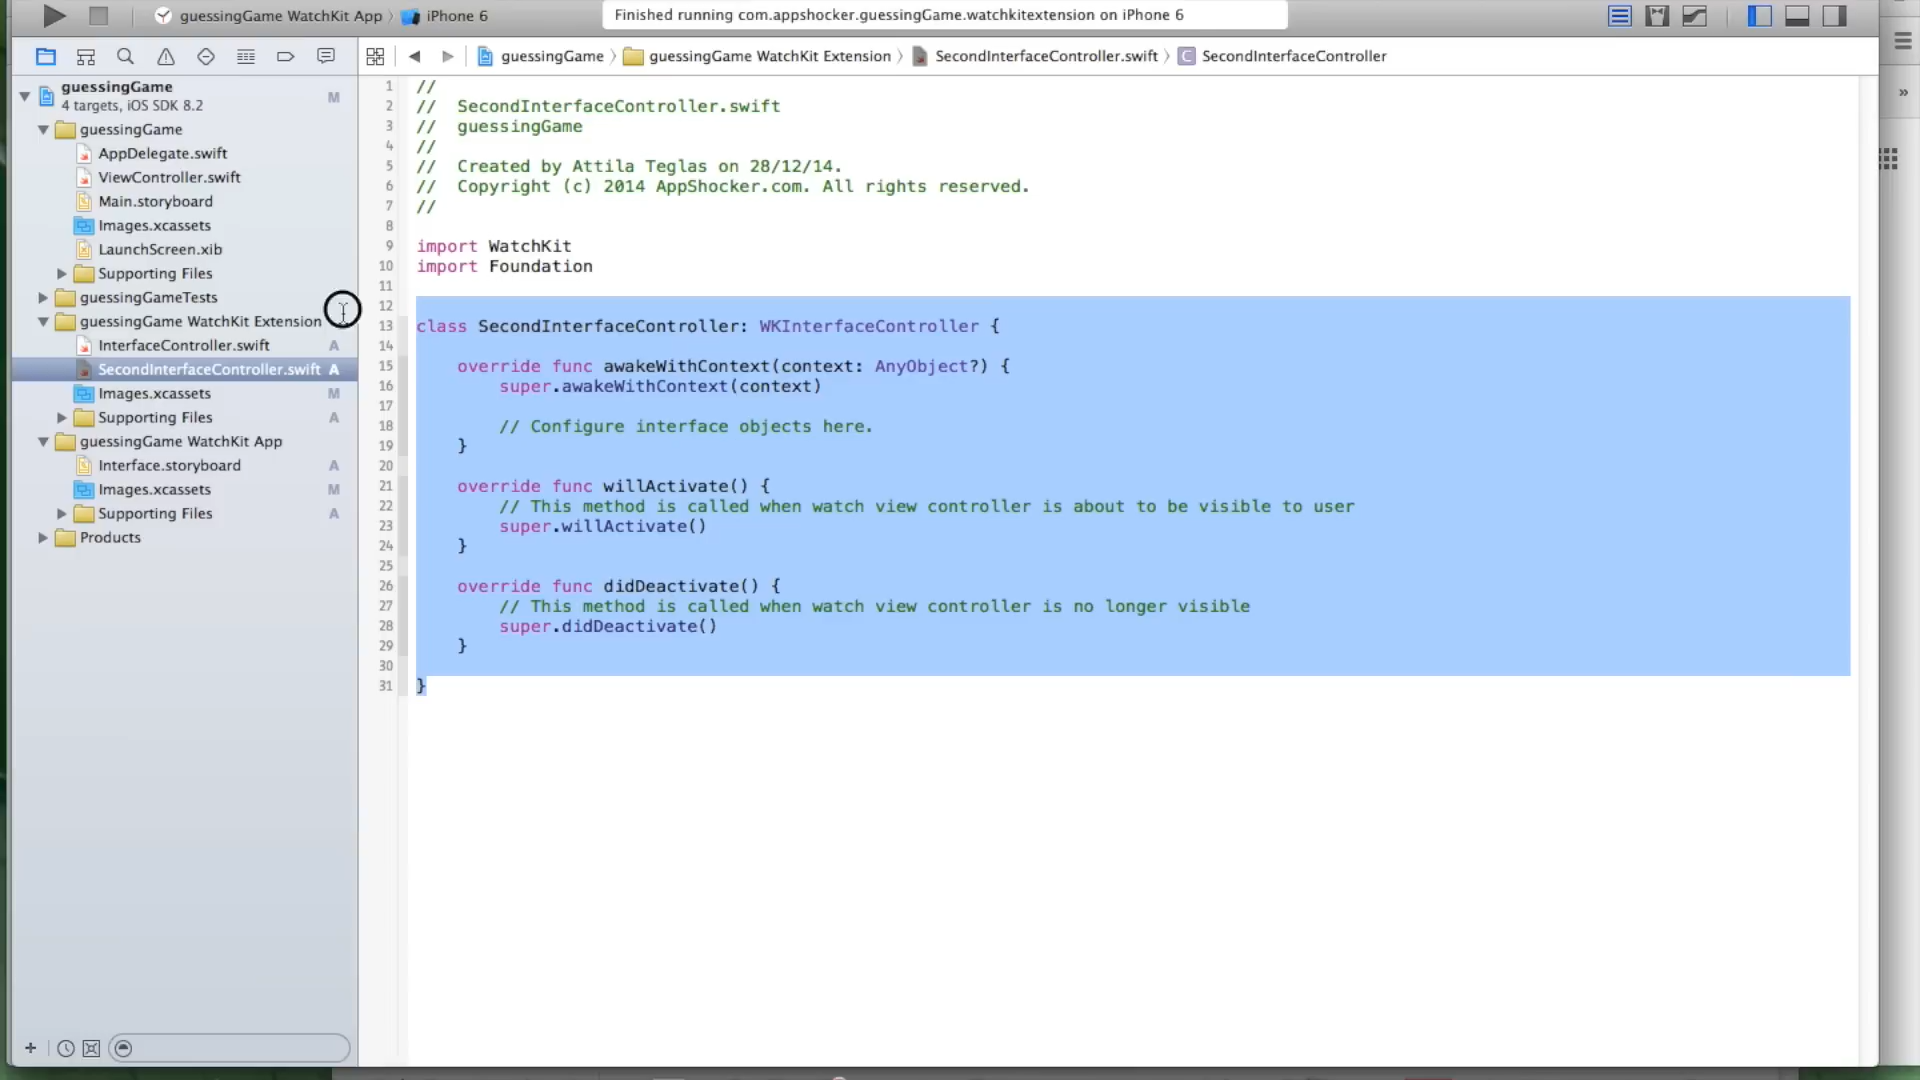 guessingGame WatchKit App iPhone 6
Finished running com.appshocker.guessingGame.watchkitextension on iPhone 6
guessingGame guessingGame WatchKit Extension SecondInterfaceController.swift C SecondInterfaceController
guessingGame M
4 targets, iOS SDK 8.2
guessingGame
AppDelegate.swift
ViewController.swift
Main.storyboard
Images.xcassets
LaunchScreen.xib
Supporting Files
guessingGameTests
guessingGame WatchKit Extension
InterfaceController.swift A
SecondInterfaceController.swift A
Images.xcassets M
Supporting Files A
guessingGame WatchKit App
Interface.storyboard A
Images.xcassets M
Supporting Files A
Products
1 //
2 //  SecondInterfaceController.swift
3 //  guessingGame
4 //
5 //  Created by Attila Teglas on 28/12/14.
6 //  Copyright (c) 2014 AppShocker.com. All rights reserved.
7 //
8
9 import WatchKit
10 import Foundation
11
12
13 class SecondInterfaceController: WKInterfaceController {
14
15 override func awakeWithContext(context: AnyObject?) {
16 super.awakeWithContext(context)
17
18 // Configure interface objects here.
19 }
20
21 override func willActivate() {
22 // This method is called when watch view controller is about to be visible to user
23 super.willActivate()
24 }
25
26 override func didDeactivate() {
27 // This method is called when watch view controller is no longer visible
28 super.didDeactivate()
29 }
30
31 }